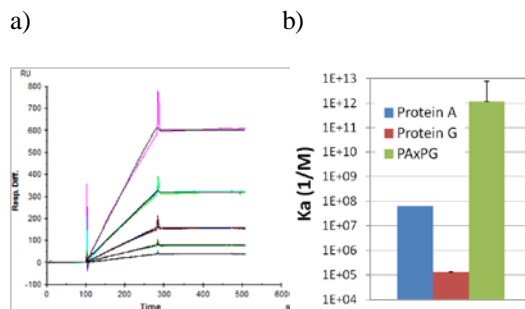 a)
b)
RU
800
700
600
500
400
300
200
100
0
-100
Resp. Diff.
0 100 200 300 400 500 600
Time
1E+13
1E+12
1E+11
1E+10
1E+09
1E+08
1E+07
1E+06
1E+05
1E+04
Ka (1/M)
Protein A
Protein G
PAxPG